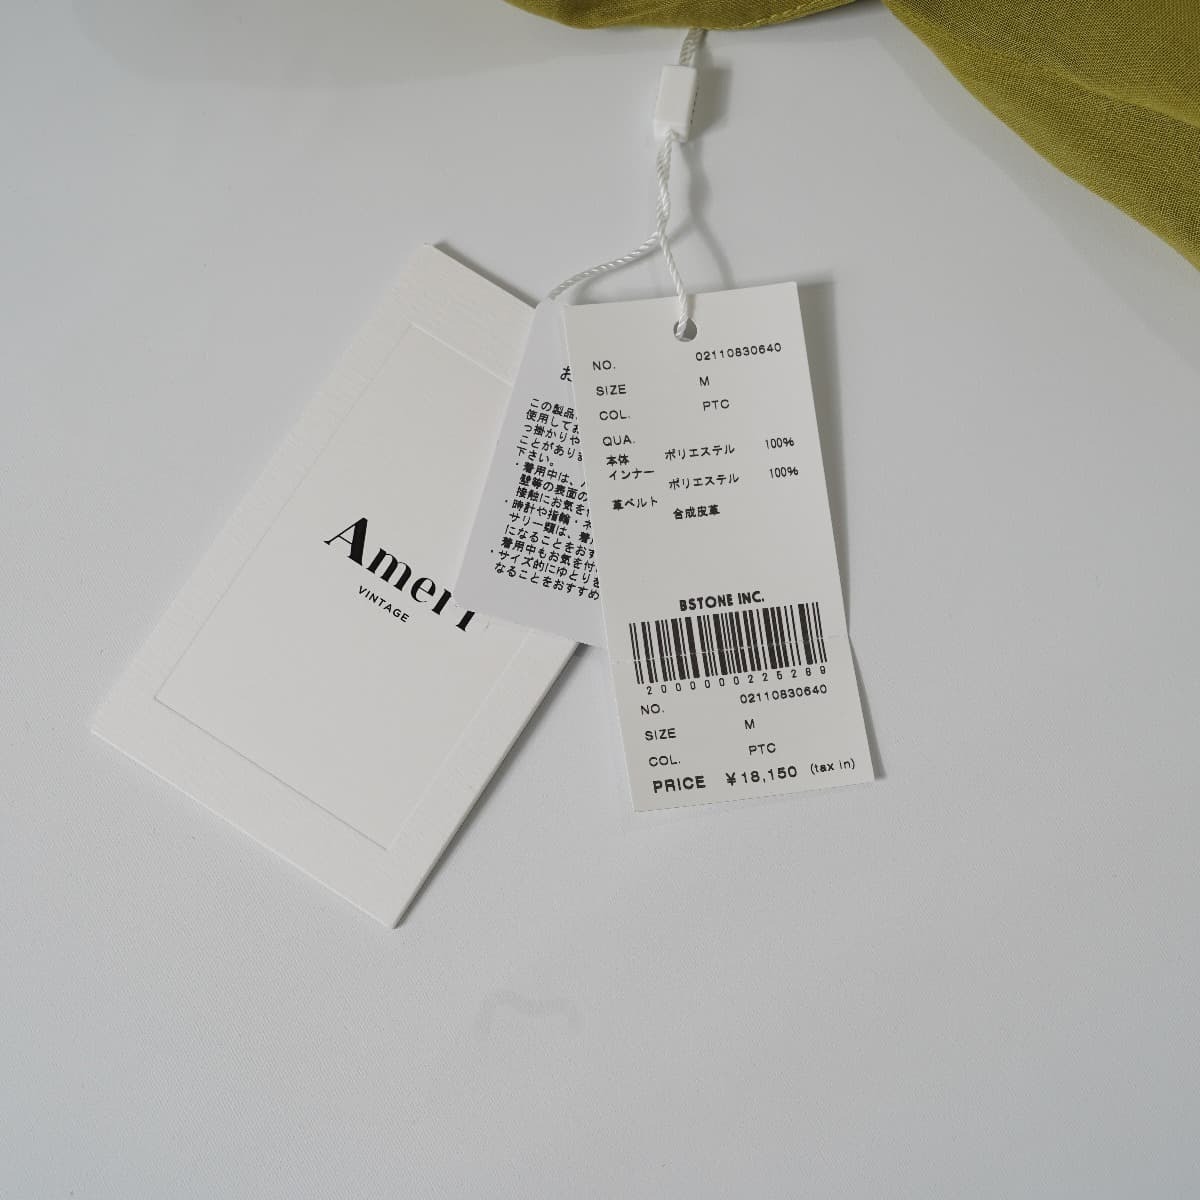 Ameri
VINTAGE
お
この製品
使用してお
っ掛かりや
ことがありま
下さい。
・着用中は、
壁等の表面の
接触にお気を付
・時計や指輪・ネ
サリー類は、着
になることをおす
着用中もお気を付
・サイズ的にゆとりを
なることをおすすめ
NO. 02110830640
SIZE M
COL. PTC
QUA.
本体 ポリエステル 100%
インナー ポリエステル 100%
革ベルト 合成皮革
BSTONE INC.
2000000225289
NO. 02110830640
SIZE M
COL. PTC
PRICE ¥18,150 (tax in)